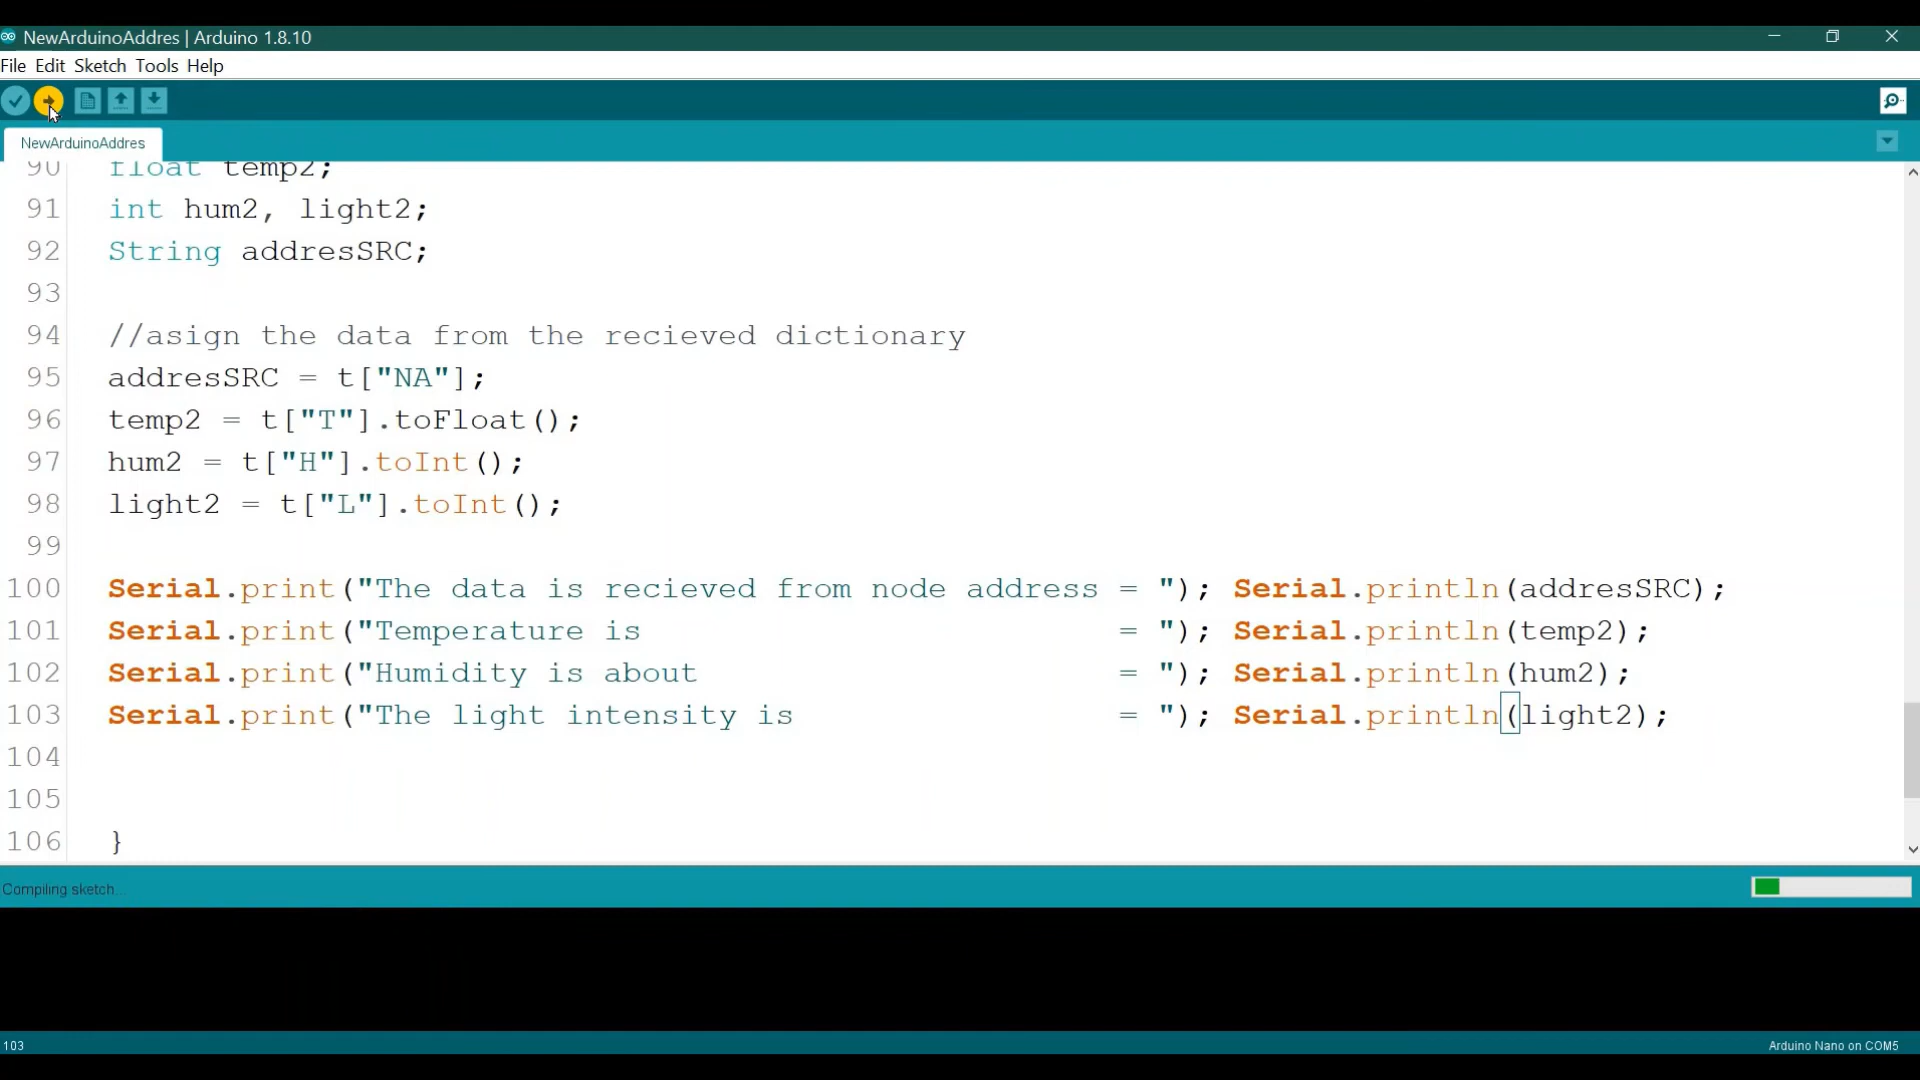 NewArduinoAddres | Arduino 1.8.10
File Edit Sketch Tools Help
NewArduinoAddres
90 float temp2;
91 int hum2, light2;
92 String addresSRC;
93
94 //asign the data from the recieved dictionary
95 addresSRC = t["NA"];
96 temp2 = t["T"].toFloat();
97 hum2 = t["H"].toInt();
98 light2 = t["L"].toInt();
99
100 Serial.print("The data is recieved from node address = "); Serial.println(addresSRC);
101 Serial.print("Temperature is = "); Serial.println(temp2);
102 Serial.print("Humidity is about = "); Serial.println(hum2);
103 Serial.print("The light intensity is = "); Serial.println(light2);
104
105
106 }
Compiling sketch...
103 Arduino Nano on COM5